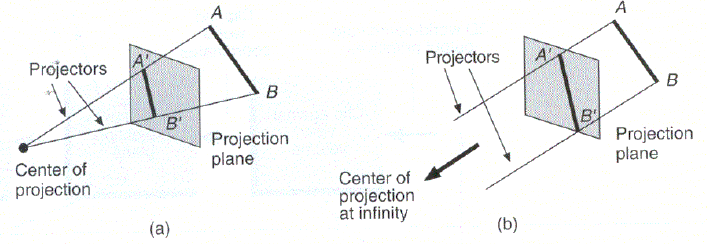 A
Projectors
A'
B
B'
Projection
plane
Center of
projection
(a)
A
Projectors
A'
B
B'
Projection
plane
Center of
projection
at infinity
(b)